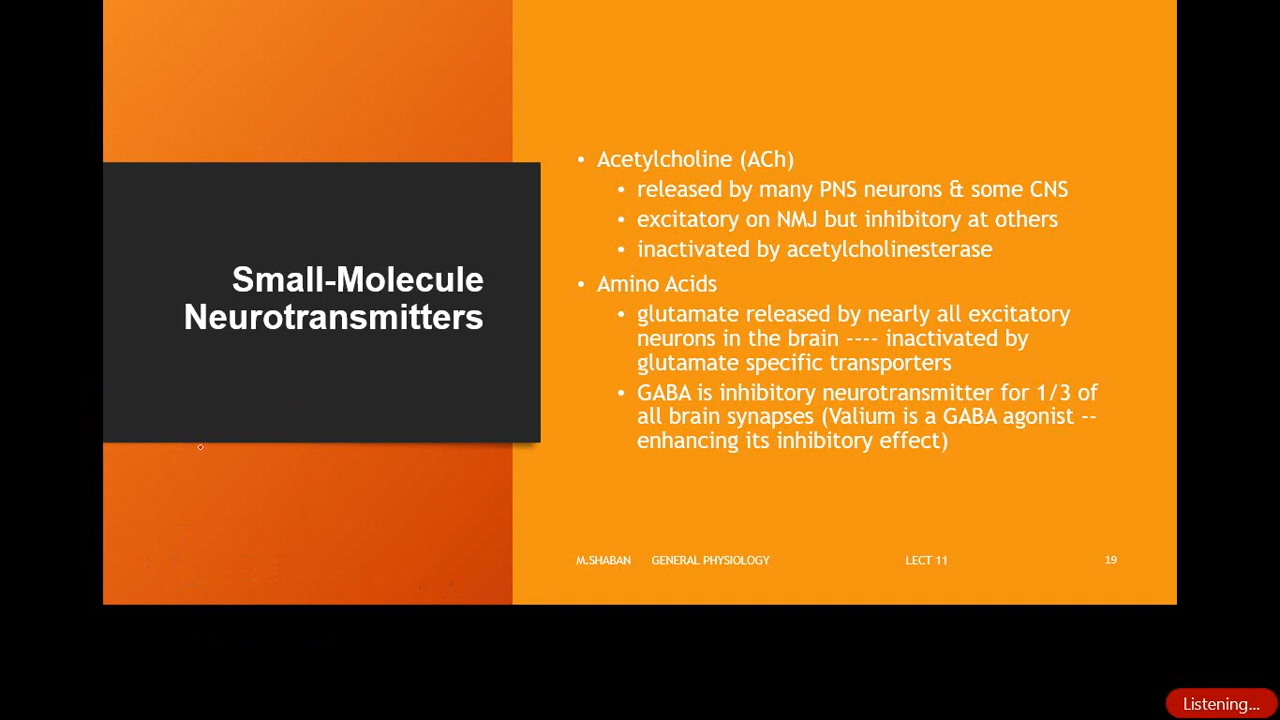 Small-Molecule
Neurotransmitters
• Acetylcholine (ACh)
• released by many PNS neurons & some CNS
• excitatory on NMJ but inhibitory at others
• inactivated by acetylcholinesterase
• Amino Acids
• glutamate released by nearly all excitatory
neurons in the brain ---- inactivated by
glutamate specific transporters
• GABA is inhibitory neurotransmitter for 1/3 of
all brain synapses (Valium is a GABA agonist --
enhancing its inhibitory effect)
M.SHABAN GENERAL PHYSIOLOGY LECT 11 19
Listening...